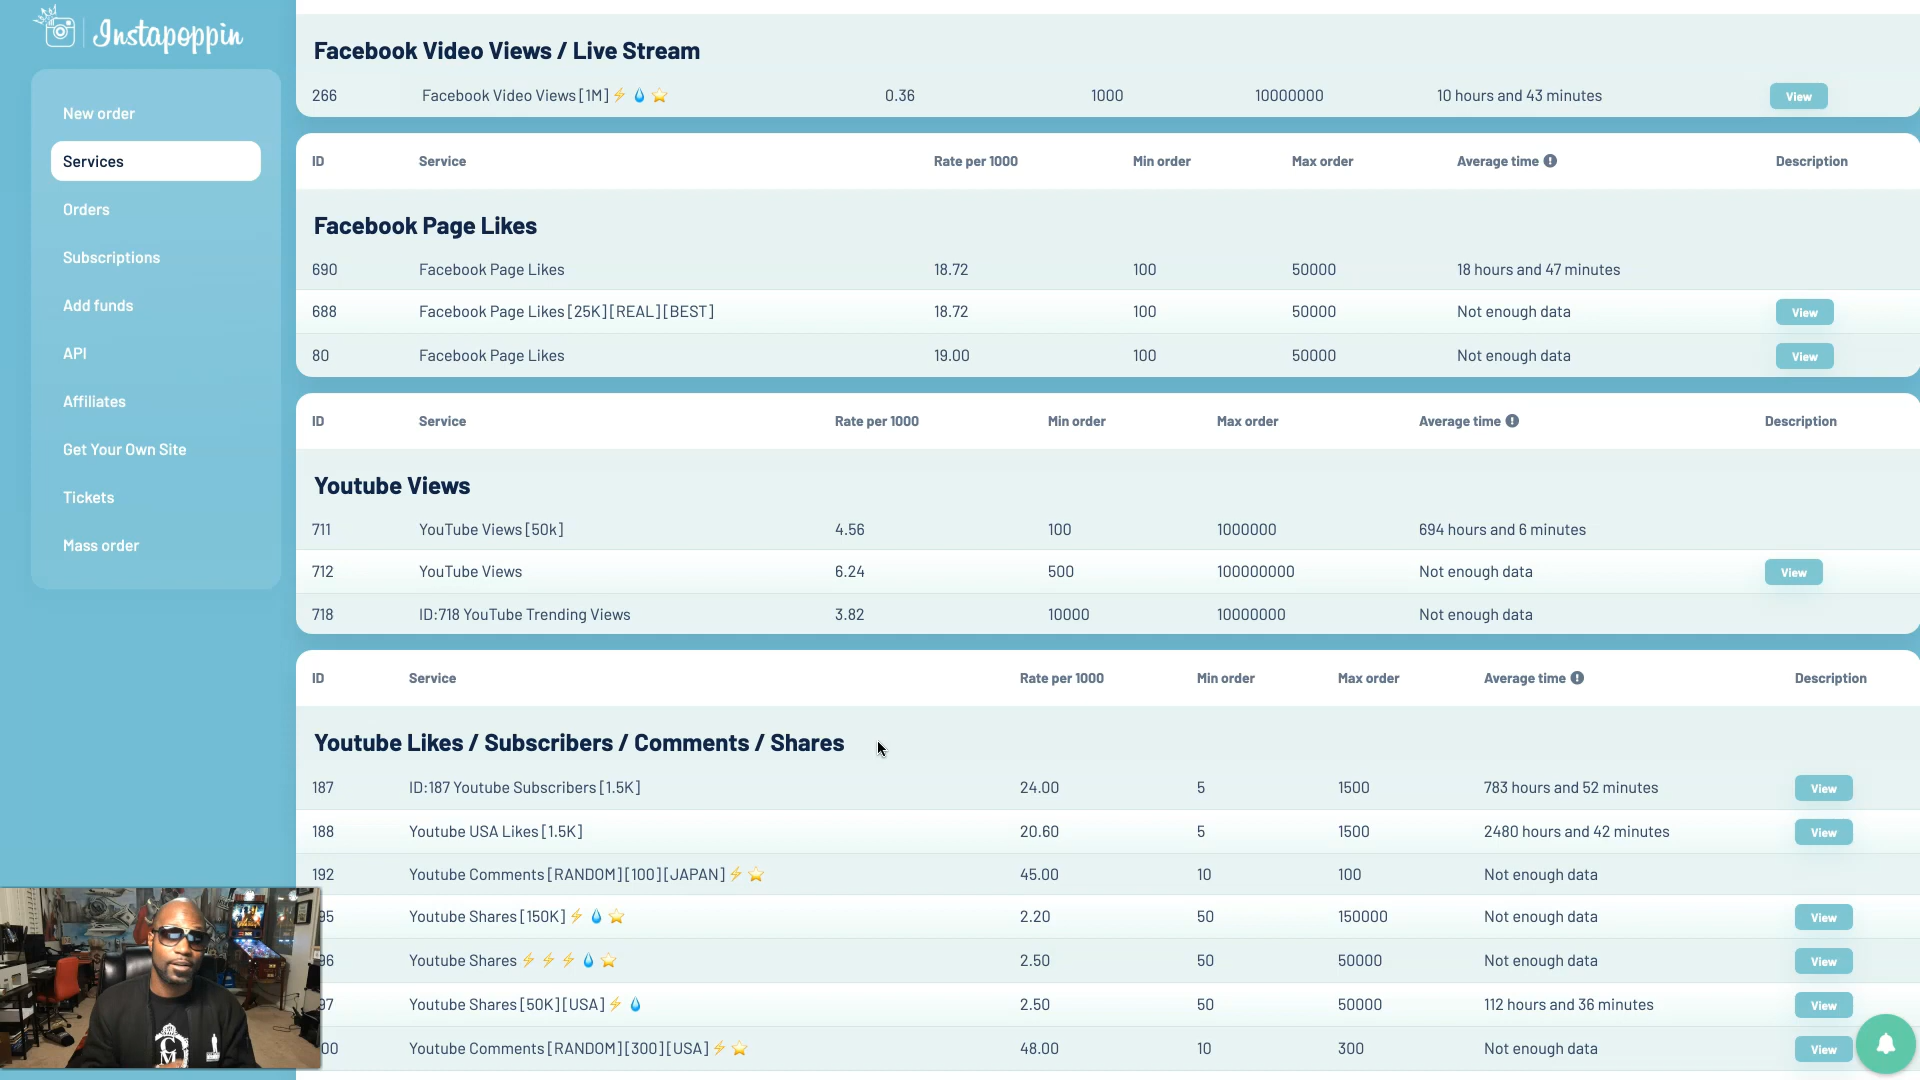 Instapoppin
New order
Services
Orders
Subscriptions
Add funds
API
Affiliates
Get Your Own Site
Tickets
Mass order
Facebook Video Views / Live Stream
266 Facebook Video Views [1M]⚡💧⭐ 0.36 1000 10000000 10 hours and 43 minutes View
ID Service Rate per 1000 Min order Max order Average time Description
Facebook Page Likes
690 Facebook Page Likes 18.72 100 50000 18 hours and 47 minutes
688 Facebook Page Likes [25K][REAL][BEST] 18.72 100 50000 Not enough data View
80 Facebook Page Likes 19.00 100 50000 Not enough data View
ID Service Rate per 1000 Min order Max order Average time Description
Youtube Views
711 YouTube Views [50k] 4.56 100 1000000 694 hours and 6 minutes
712 YouTube Views 6.24 500 100000000 Not enough data View
718 ID:718 YouTube Trending Views 3.82 10000 10000000 Not enough data
ID Service Rate per 1000 Min order Max order Average time Description
Youtube Likes / Subscribers / Comments / Shares
187 ID:187 Youtube Subscribers [1.5K] 24.00 5 1500 783 hours and 52 minutes View
188 Youtube USA Likes [1.5K] 20.60 5 1500 2480 hours and 42 minutes View
192 Youtube Comments [RANDOM][100][JAPAN]⚡⭐ 45.00 10 100 Not enough data
95 Youtube Shares [150K]⚡💧⭐ 2.20 50 150000 Not enough data View
96 Youtube Shares ⚡⚡⚡💧⭐ 2.50 50 50000 Not enough data View
97 Youtube Shares [50K][USA]⚡💧 2.50 50 50000 112 hours and 36 minutes View
00 Youtube Comments [RANDOM][300][USA]⚡⭐ 48.00 10 300 Not enough data View
C
M